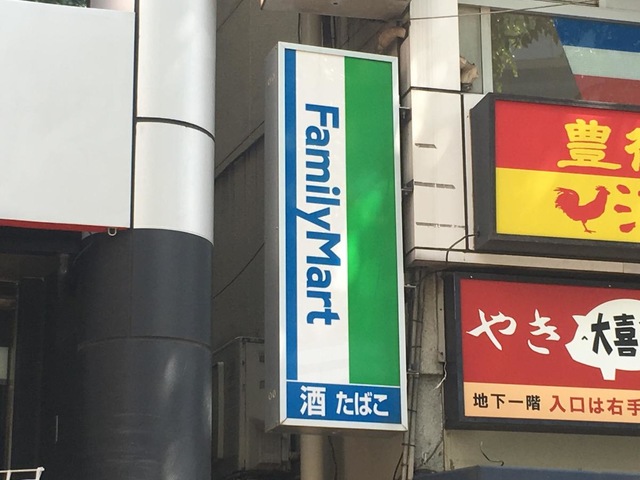 FamilyMart
酒 たばこ
豊
やき 大喜
地下一階 入口は右手